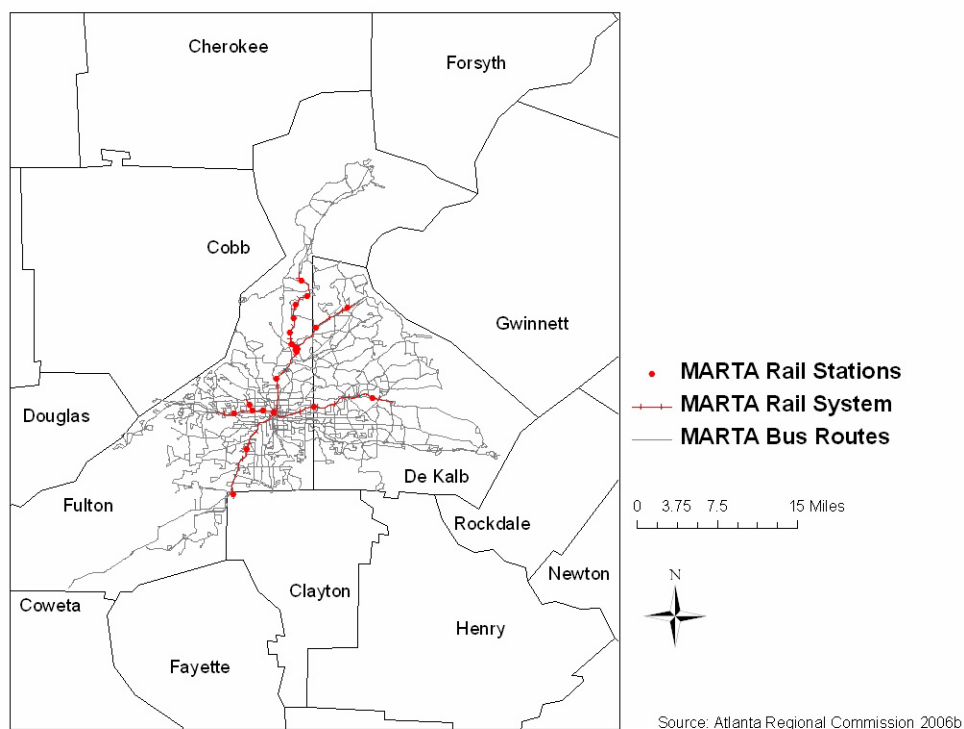 Cherokee
Forsyth
Cobb
Gwinnett
Douglas
Fulton
De Kalb
Rockdale
Newton
Clayton
Coweta
Henry
Fayette
MARTA Rail Stations
MARTA Rail System
MARTA Bus Routes
0 3.75 7.5 15 Miles
N
Source: Atlanta Regional Commission 2006b